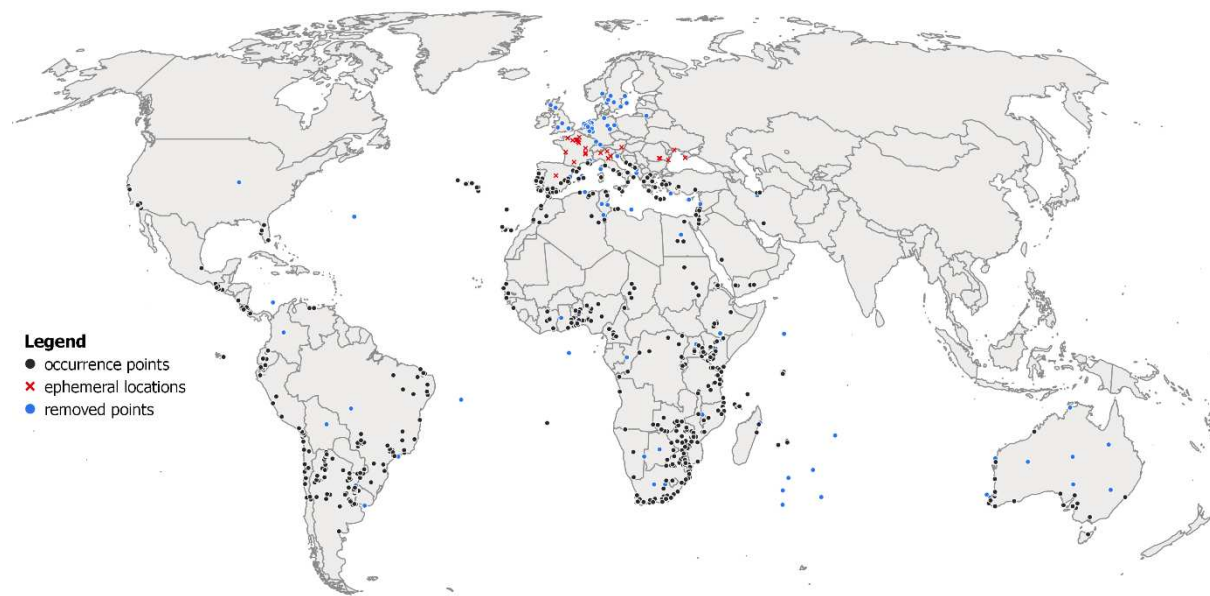 Legend
occurrence points
ephemeral locations
removed points